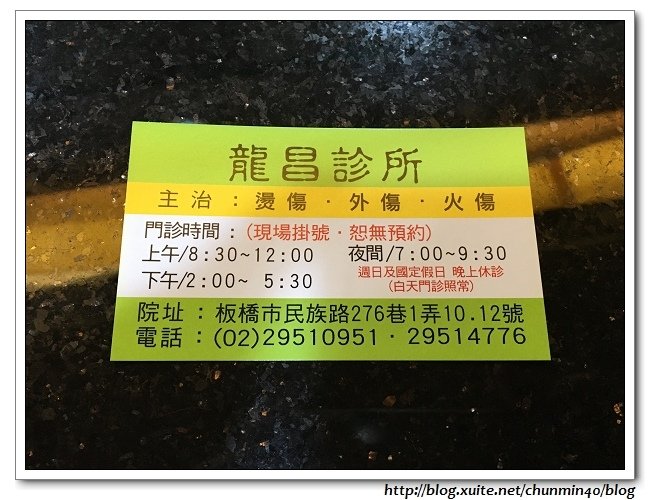 龍昌診所
主治：燙傷．外傷．火傷
門診時間：(現場掛號．恕無預約)
上午/8:30~12:00 夜間/7:00~9:30
下午/2:00~ 5:30 週日及國定假日 晚上休診
(白天門診照常)
院址：板橋市民族路276巷1弄10.12號
電話：(02)29510951．29514776
http://blog.xuite.net/chunmin40/blog